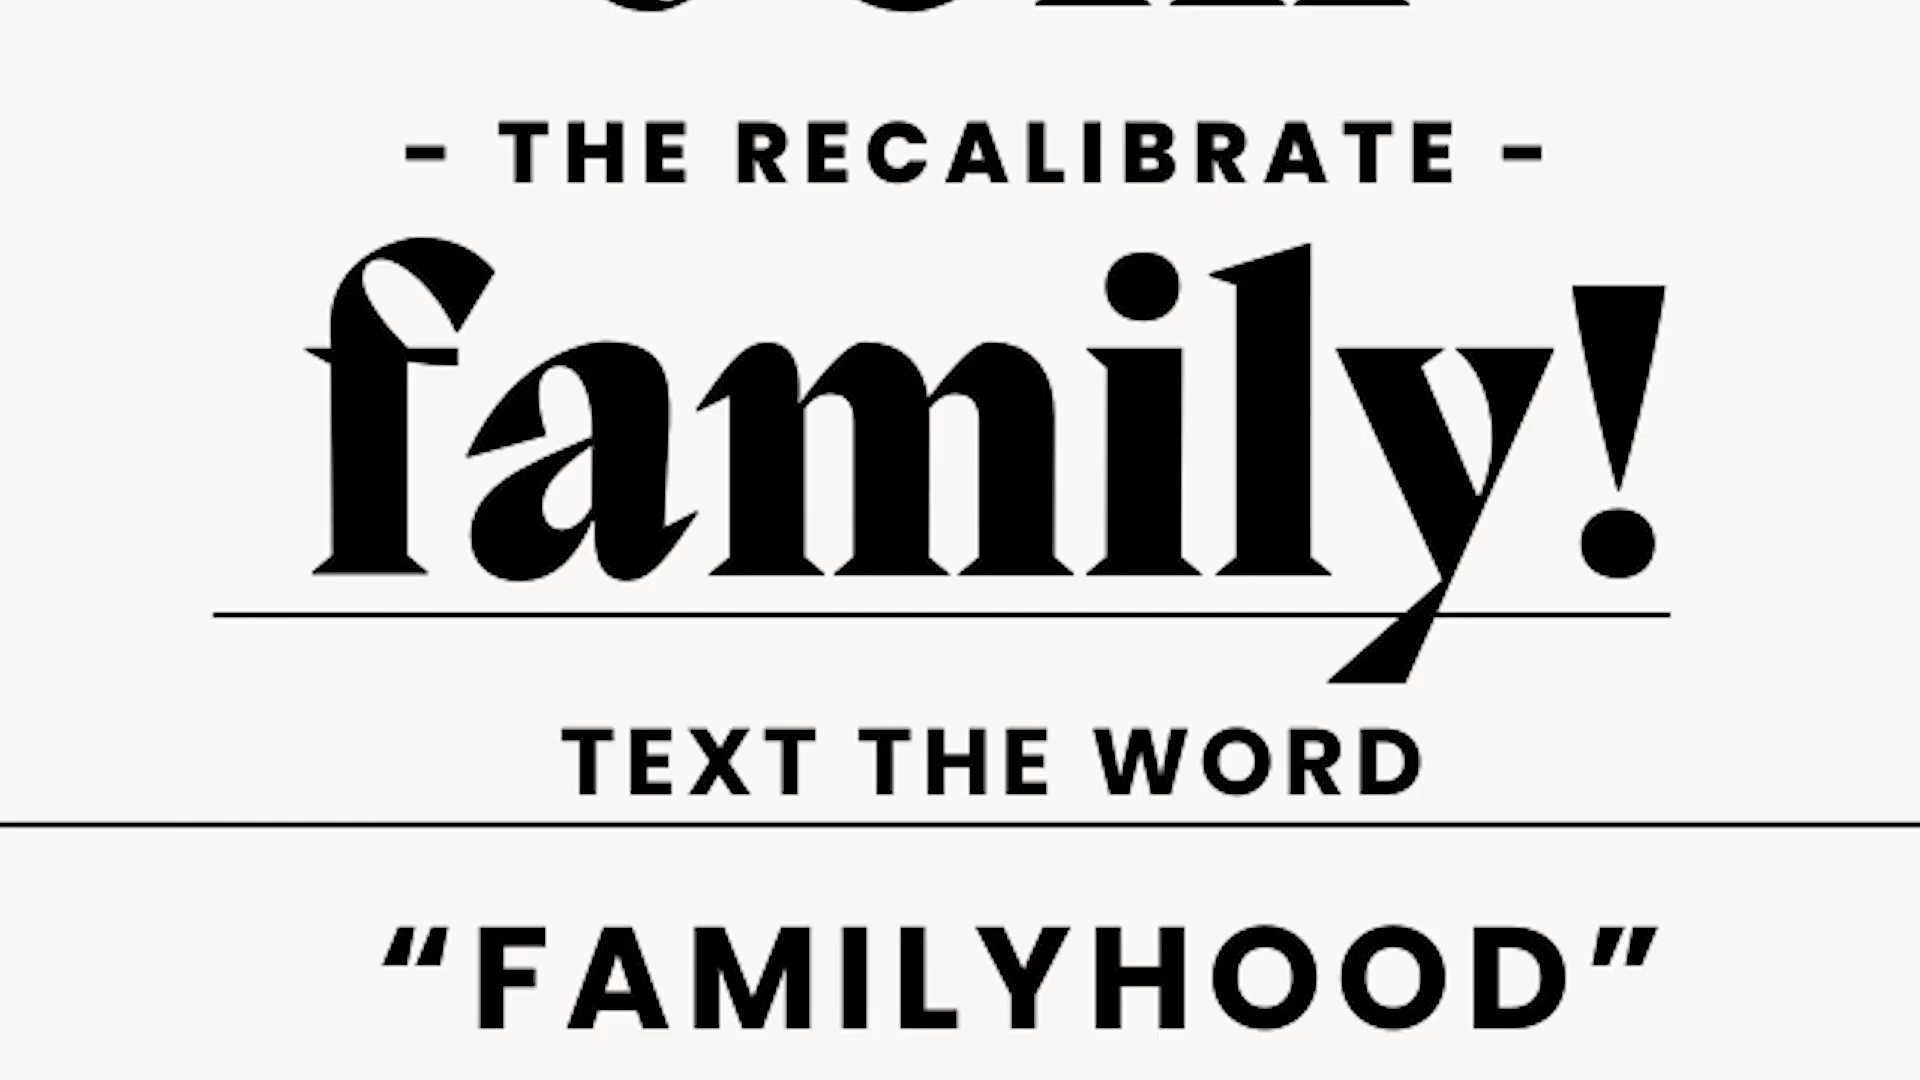 - THE RECALIBRATE -
family!
TEXT THE WORD
“FAMILYHOOD”